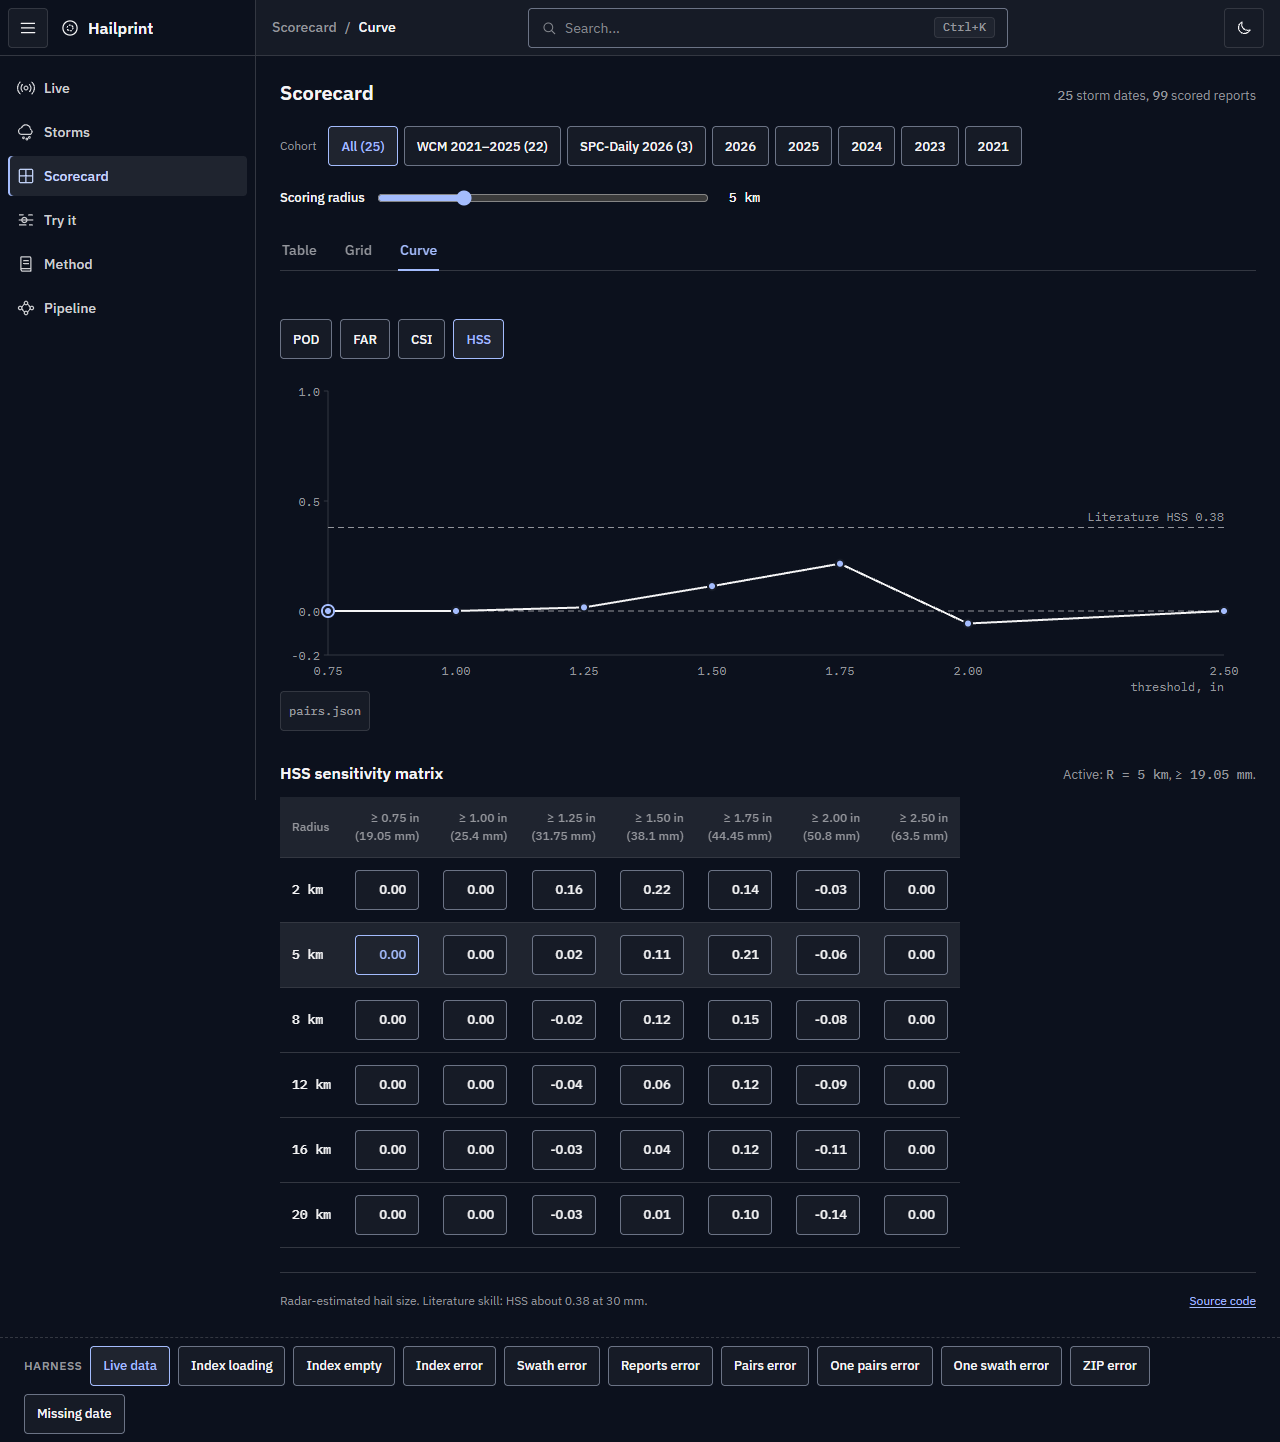 Hailprint
Scorecard / Curve
Search...
Ctrl+K
Live
Storms
Scorecard
Try it
Method
Pipeline
Scorecard
25 storm dates, 99 scored reports
Cohort
All (25)
WCM 2021–2025 (22)
SPC-Daily 2026 (3)
2026
2025
2024
2023
2021
Scoring radius
5 km
Table
Grid
Curve
POD
FAR
CSI
HSS
1.0
0.5
Literature HSS 0.38
0.0
-0.2
0.75 1.00 1.25 1.50 1.75 2.00 2.50
threshold, in
pairs.json
HSS sensitivity matrix
Active: R = 5 km, ≥ 19.05 mm.
Radius
≥ 0.75 in (19.05 mm)
≥ 1.00 in (25.4 mm)
≥ 1.25 in (31.75 mm)
≥ 1.50 in (38.1 mm)
≥ 1.75 in (44.45 mm)
≥ 2.00 in (50.8 mm)
≥ 2.50 in (63.5 mm)
2 km 0.00 0.00 0.16 0.22 0.14 -0.03 0.00
5 km 0.00 0.00 0.02 0.11 0.21 -0.06 0.00
8 km 0.00 0.00 -0.02 0.12 0.15 -0.08 0.00
12 km 0.00 0.00 -0.04 0.06 0.12 -0.09 0.00
16 km 0.00 0.00 -0.03 0.04 0.12 -0.11 0.00
20 km 0.00 0.00 -0.03 0.01 0.10 -0.14 0.00
Radar-estimated hail size. Literature skill: HSS about 0.38 at 30 mm.
Source code
HARNESS
Live data
Index loading
Index empty
Index error
Swath error
Reports error
Pairs error
One pairs error
One swath error
ZIP error
Missing date